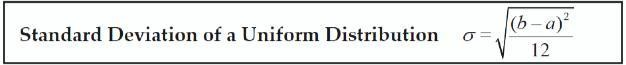 Standard Deviation of a Uniform Distribution σ = √((b – a)² / 12)